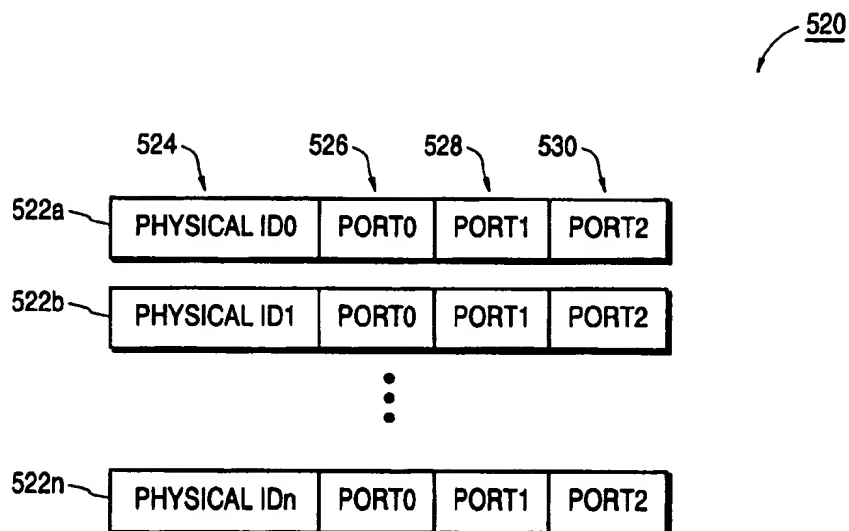 520
524 526 528 530
522a PHYSICAL ID0 PORT0 PORT1 PORT2
522b PHYSICAL ID1 PORT0 PORT1 PORT2
522n PHYSICAL IDn PORT0 PORT1 PORT2